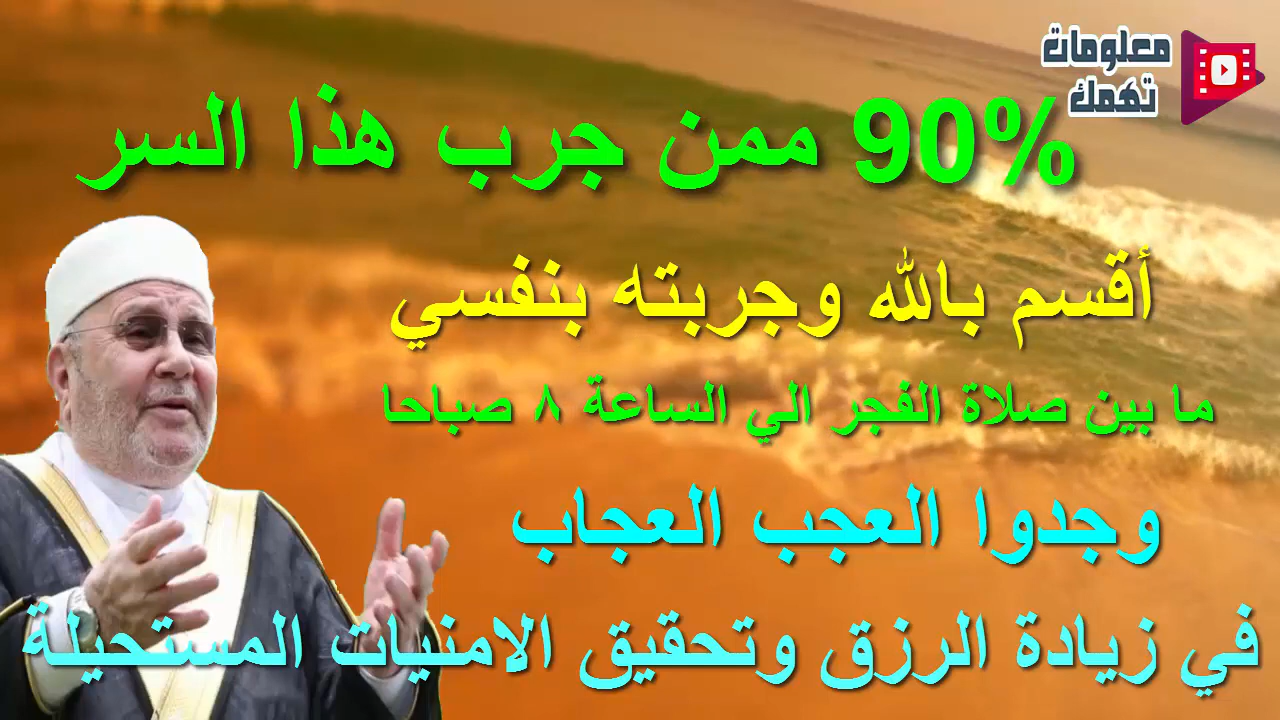 معلومات
تهمك
90% ممن جرب هذا السر
أقسم بالله وجربته بنفسي
ما بين صلاة الفجر الي الساعة ٨ صباحا
وجدوا العجب العجاب
في زيادة الرزق وتحقيق الامنيات المستحيلة